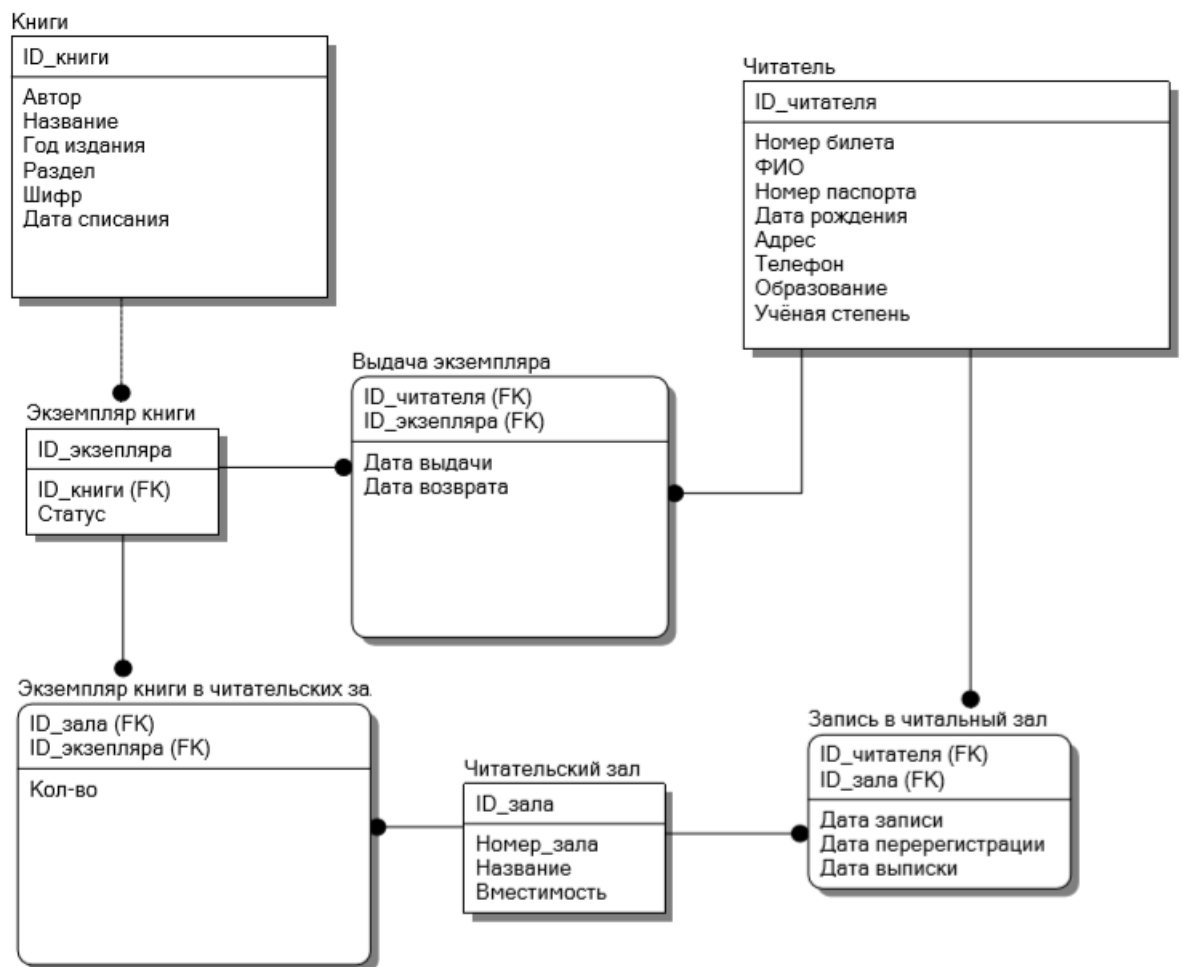 Книги
ID_книги
Автор
Название
Год издания
Раздел
Шифр
Дата списания
Читатель
ID_читателя
Номер билета
ФИО
Номер паспорта
Дата рождения
Адрес
Телефон
Образование
Учёная степень
Выдача экземпляра
ID_читателя (FK)
ID_экзепляра (FK)
Дата выдачи
Дата возврата
Экземпляр книги
ID_экзепляра
ID_книги (FK)
Статус
Экземпляр книги в читательских за
ID_зала (FK)
ID_экзепляра (FK)
Кол-во
Читательский зал
ID_зала
Номер_зала
Название
Вместимость
Запись в читальный зал
ID_читателя (FK)
ID_зала (FK)
Дата записи
Дата перерегистрации
Дата выписки